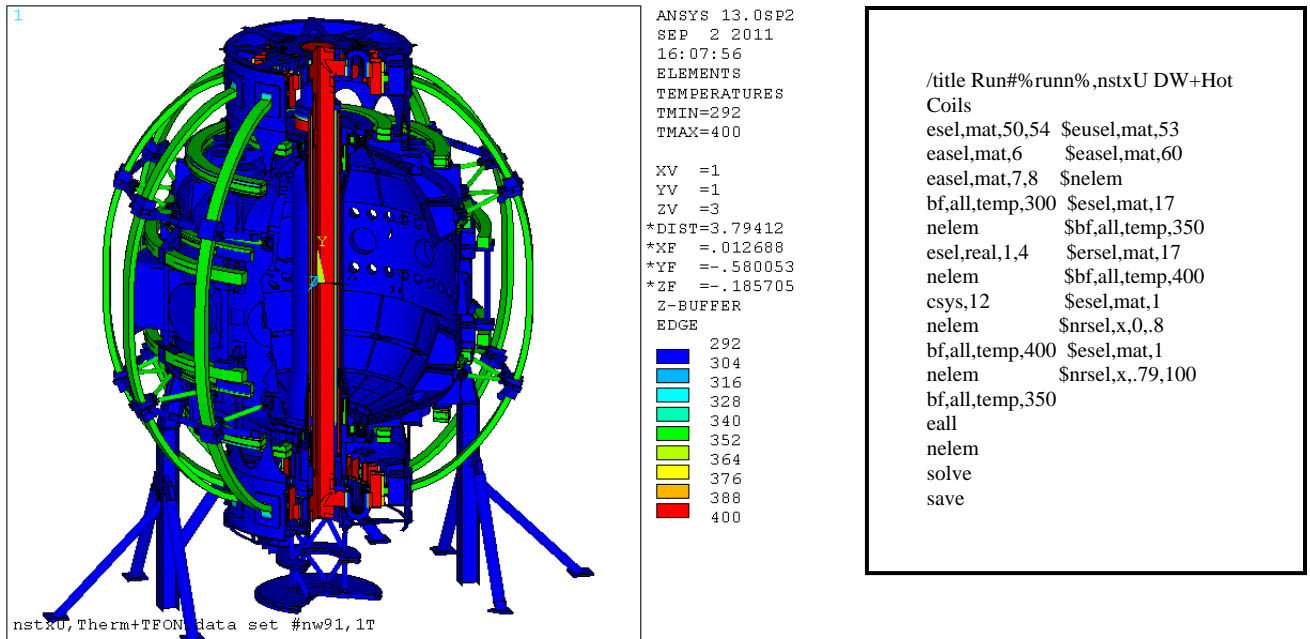 1
ANSYS 13.0SP2
SEP 2 2011
16:07:56
ELEMENTS
TEMPERATURES
TMIN=292
TMAX=400
XV =1
YV =1
ZV =3
*DIST=3.79412
*XF =.012688
*YF =-.580053
*ZF =-.185705
Z-BUFFER
EDGE
292
304
316
328
340
352
364
376
388
400
Y
Z
nstxU,Therm+TFON,data set #nw91,1T
/title Run#%runn%,nstxU DW+Hot
Coils
esel,mat,50,54 $eusel,mat,53
easel,mat,6 $easel,mat,60
easel,mat,7,8 $nelem
bf,all,temp,300 $esel,mat,17
nelem $bf,all,temp,350
esel,real,1,4 $ersel,mat,17
nelem $bf,all,temp,400
csys,12 $esel,mat,1
nelem $nrsel,x,0,.8
bf,all,temp,400 $esel,mat,1
nelem $nrsel,x,.79,100
bf,all,temp,350
eall
nelem
solve
save